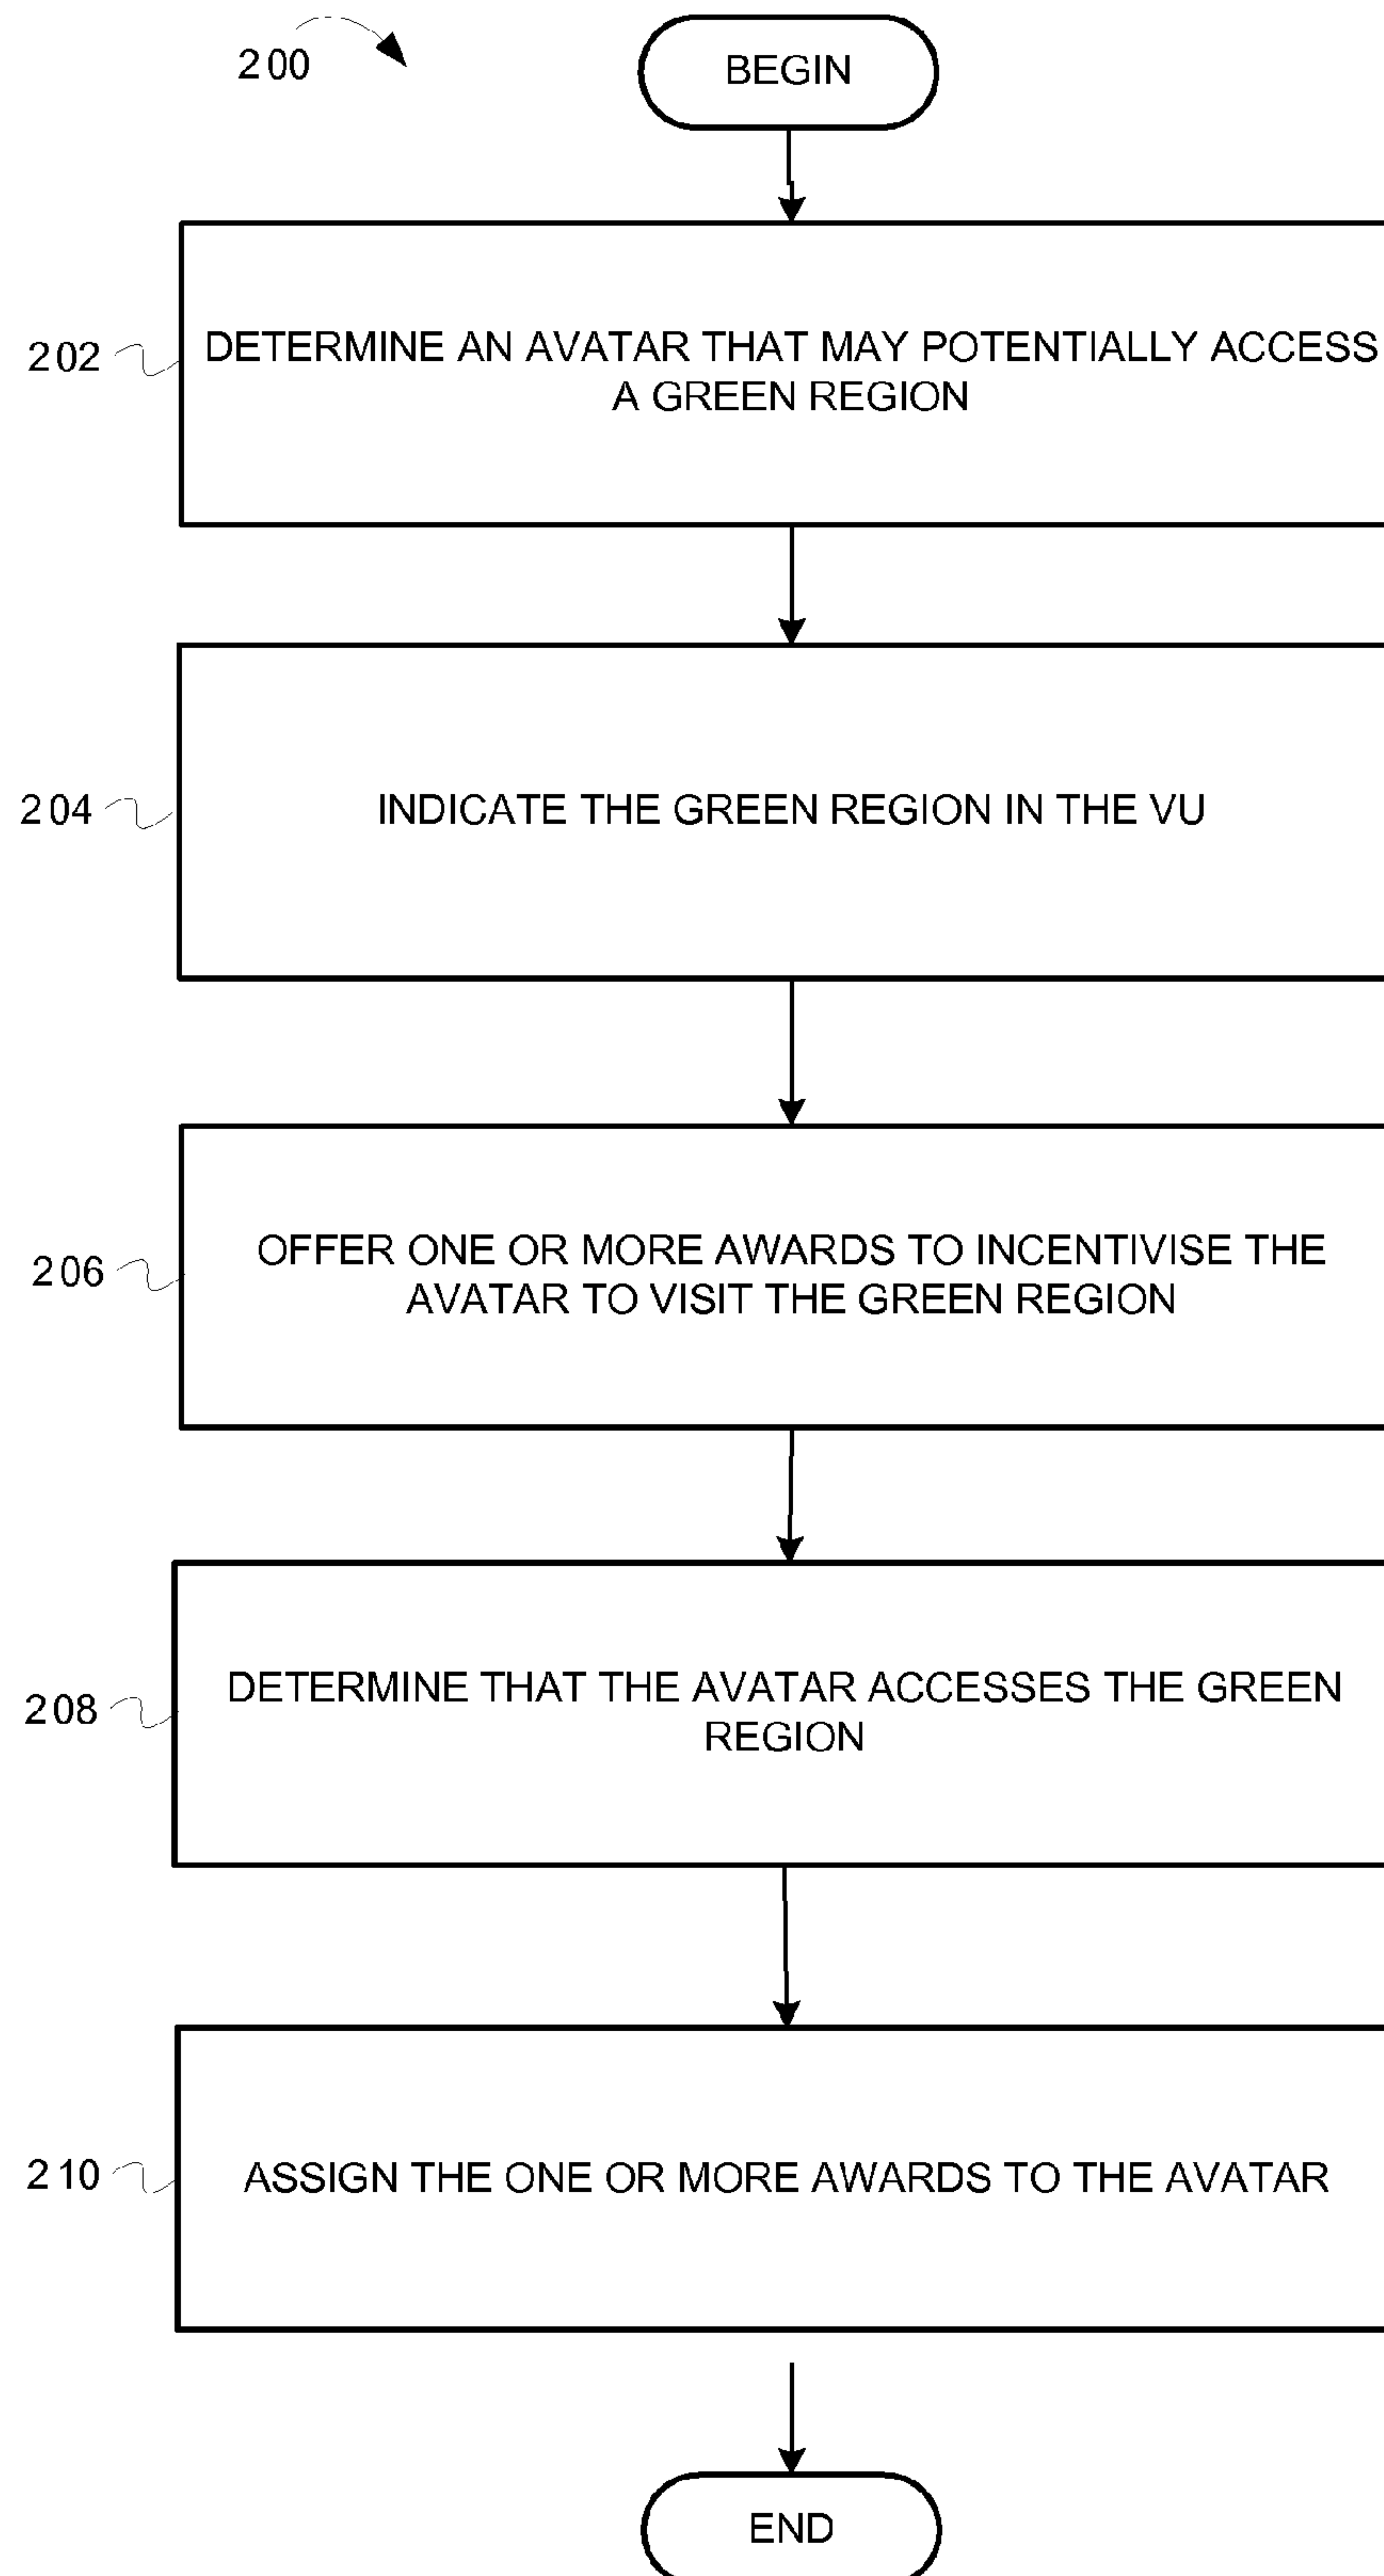 200
BEGIN
202
DETERMINE AN AVATAR THAT MAY POTENTIALLY ACCESS
A GREEN REGION
204
INDICATE THE GREEN REGION IN THE VU
206
OFFER ONE OR MORE AWARDS TO INCENTIVISE THE
AVATAR TO VISIT THE GREEN REGION
208
DETERMINE THAT THE AVATAR ACCESSES THE GREEN
REGION
210
ASSIGN THE ONE OR MORE AWARDS TO THE AVATAR
END